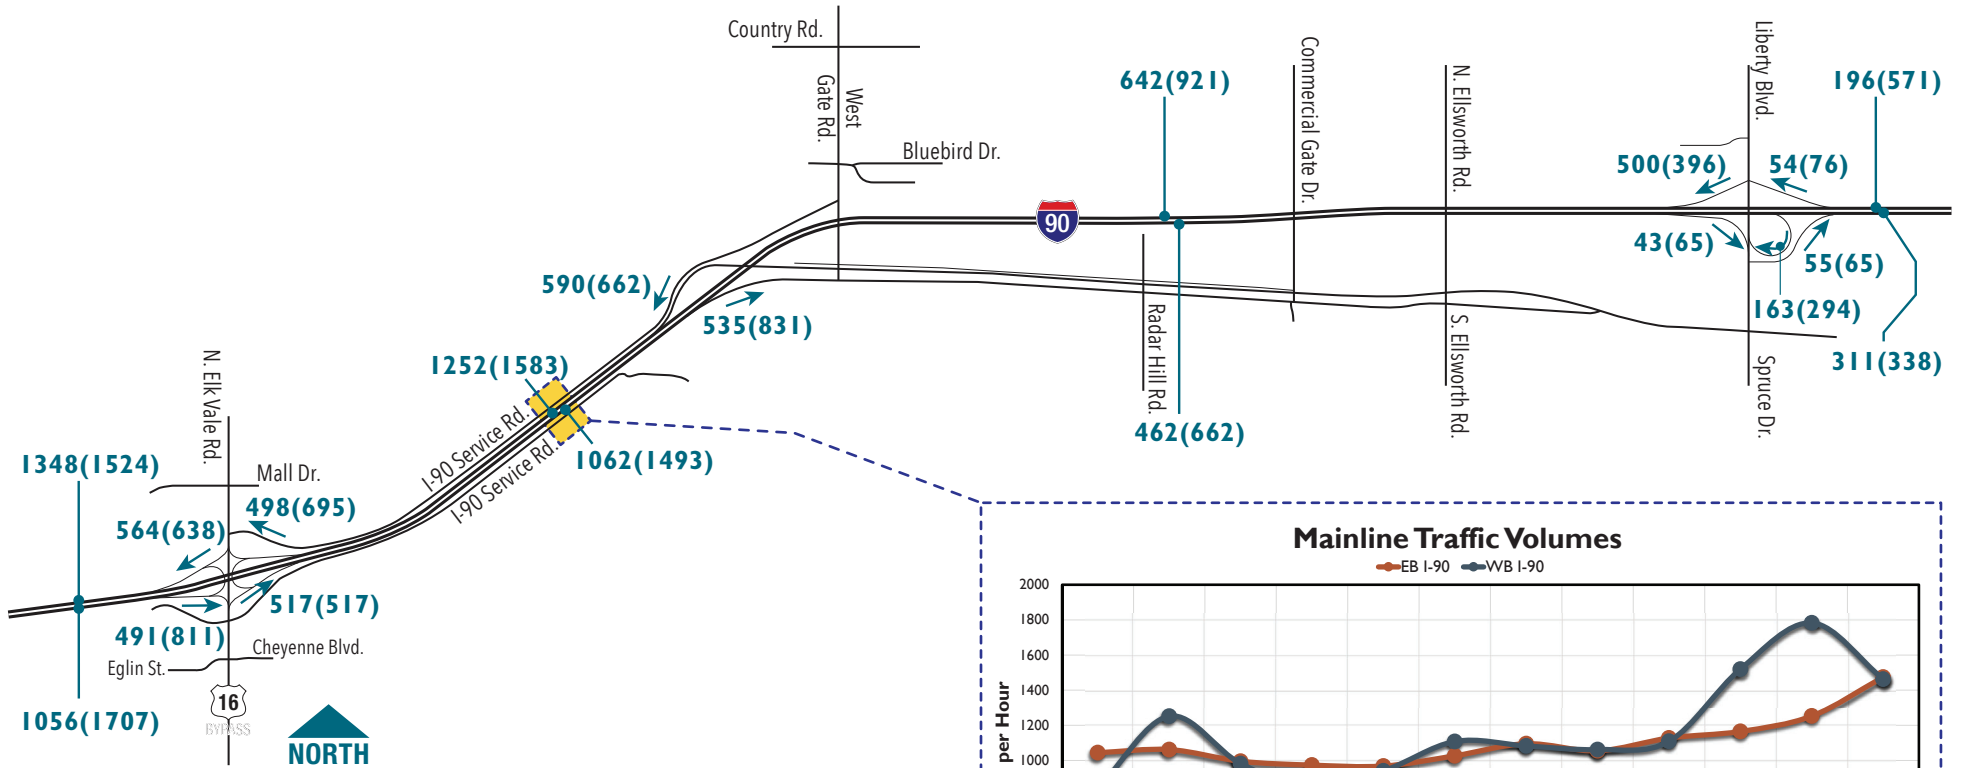 Country Rd.
West
Gate Rd.
Bluebird Dr.
642(921)
Commercial Gate Dr.
N. Ellsworth Rd.
Liberty Blvd.
196(571)
500(396)
54(76)
90
43(65)
55(65)
163(294)
311(338)
590(662)
535(831)
Radar Hill Rd.
S. Ellsworth Rd.
Spruce Dr.
462(662)
1252(1583)
1062(1493)
I-90 Service Rd.
I-90 Service Rd.
N. Elk Vale Rd.
1348(1524)
Mall Dr.
498(695)
564(638)
517(517)
491(811)
Cheyenne Blvd.
Eglin St.
16
BYPASS
1056(1707)
NORTH
Mainline Traffic Volumes
EB I-90 WB I-90
2000
1800
1600
1400
1200
1000
per Hour